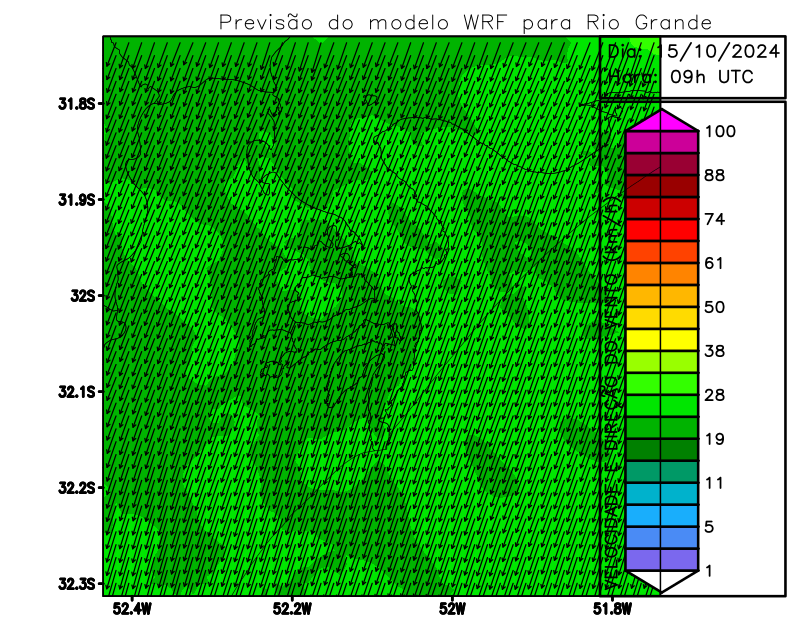 Previsão do modelo WRF para Rio Grande
Dia: 15/10/2024
Hora: 09h UTC
31.8S
31.9S
32S
32.1S
32.2S
32.3S
52.4W
52.2W
52W
51.8W
VELOCIDADE E DIREÇÃO DO VENTO (km/h)
100
88
74
61
50
38
28
19
11
5
1